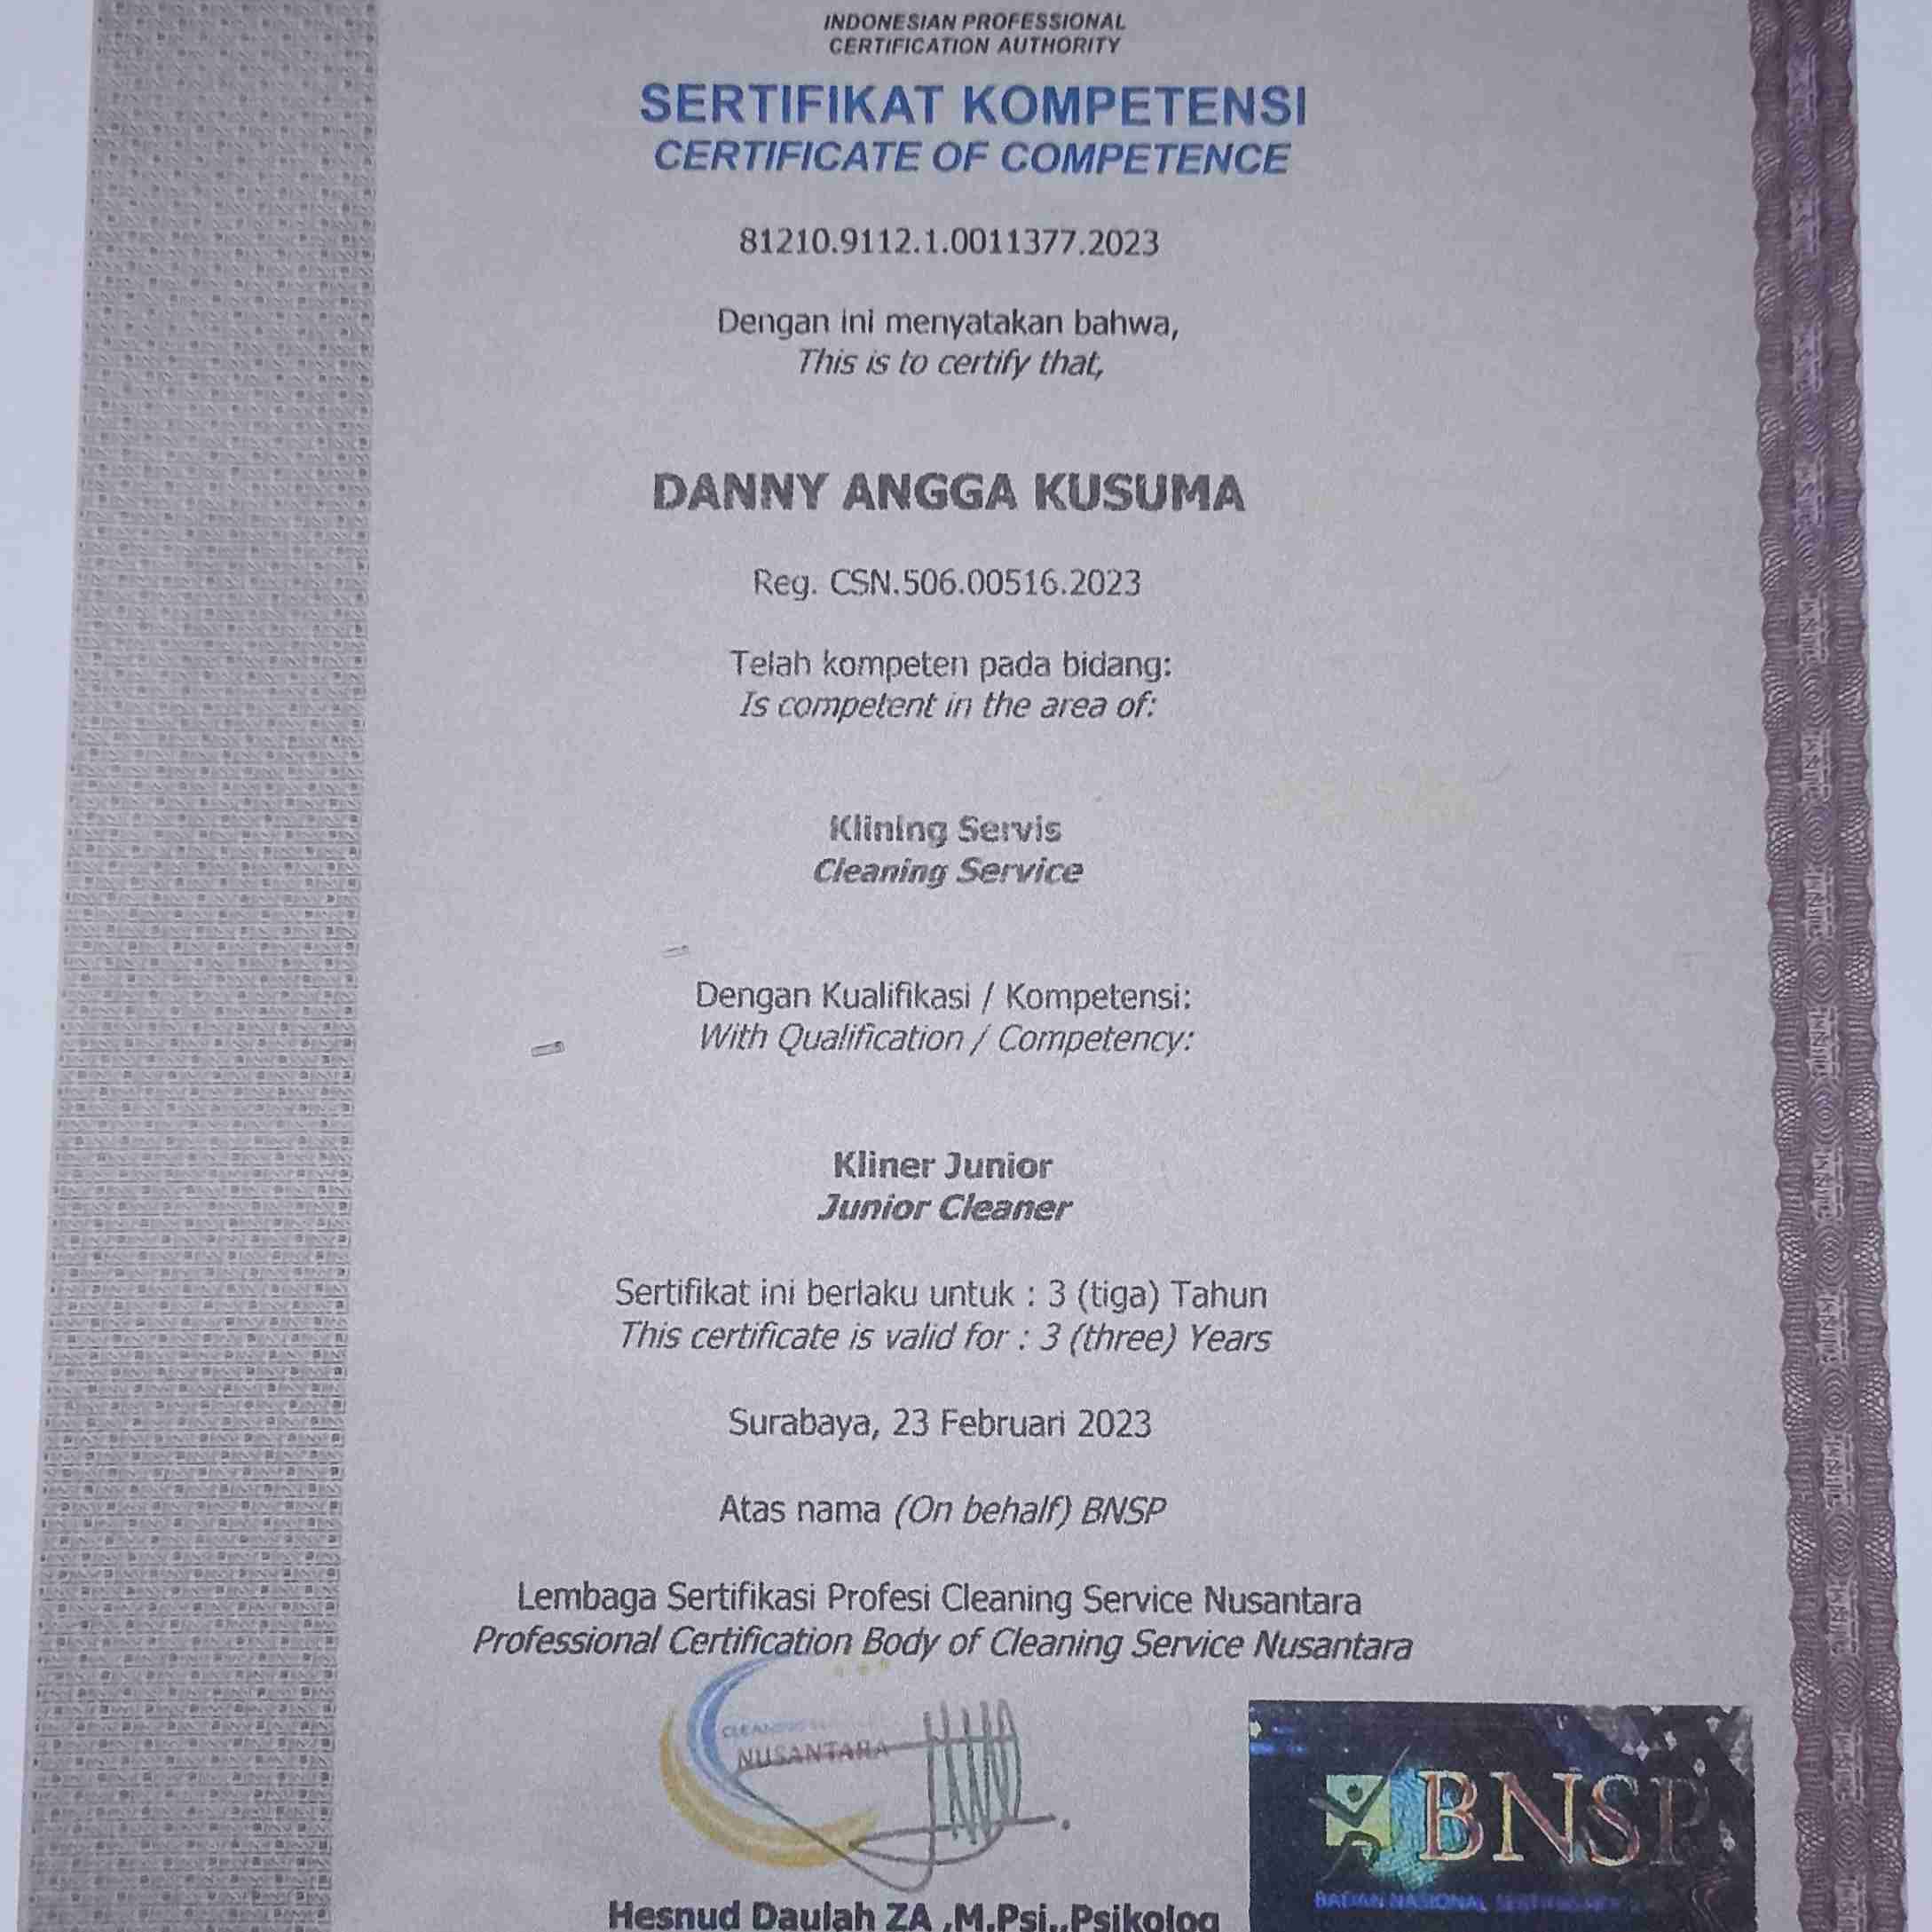 INDONESIAN PROFESSIONAL
CERTIFICATION AUTHORITY
SERTIFIKAT KOMPETENSI
CERTIFICATE OF COMPETENCE
81210.9112.1.0011377.2023
Dengan ini menyatakan bahwa,
This is to certify that,
DANNY ANGGA KUSUMA
Reg. CSN.506.00516.2023
Telah kompeten pada bidang:
Is competent in the area of:
Klining Servis
Cleaning Service
Dengan Kualifikasi / Kompetensi:
With Qualification / Competency:
Kliner Junior
Junior Cleaner
Sertifikat ini berlaku untuk : 3 (tiga) Tahun
This certificate is valid for : 3 (three) Years
Surabaya, 23 Februari 2023
Atas nama (On behalf) BNSP
Lembaga Sertifikasi Profesi Cleaning Service Nusantara
Professional Certification Body of Cleaning Service Nusantara
CLEANING
NUSANTARA
BNSP
BADAN NASIONAL
Hesnud Daulah ZA ,M.Psi.,Psikolog